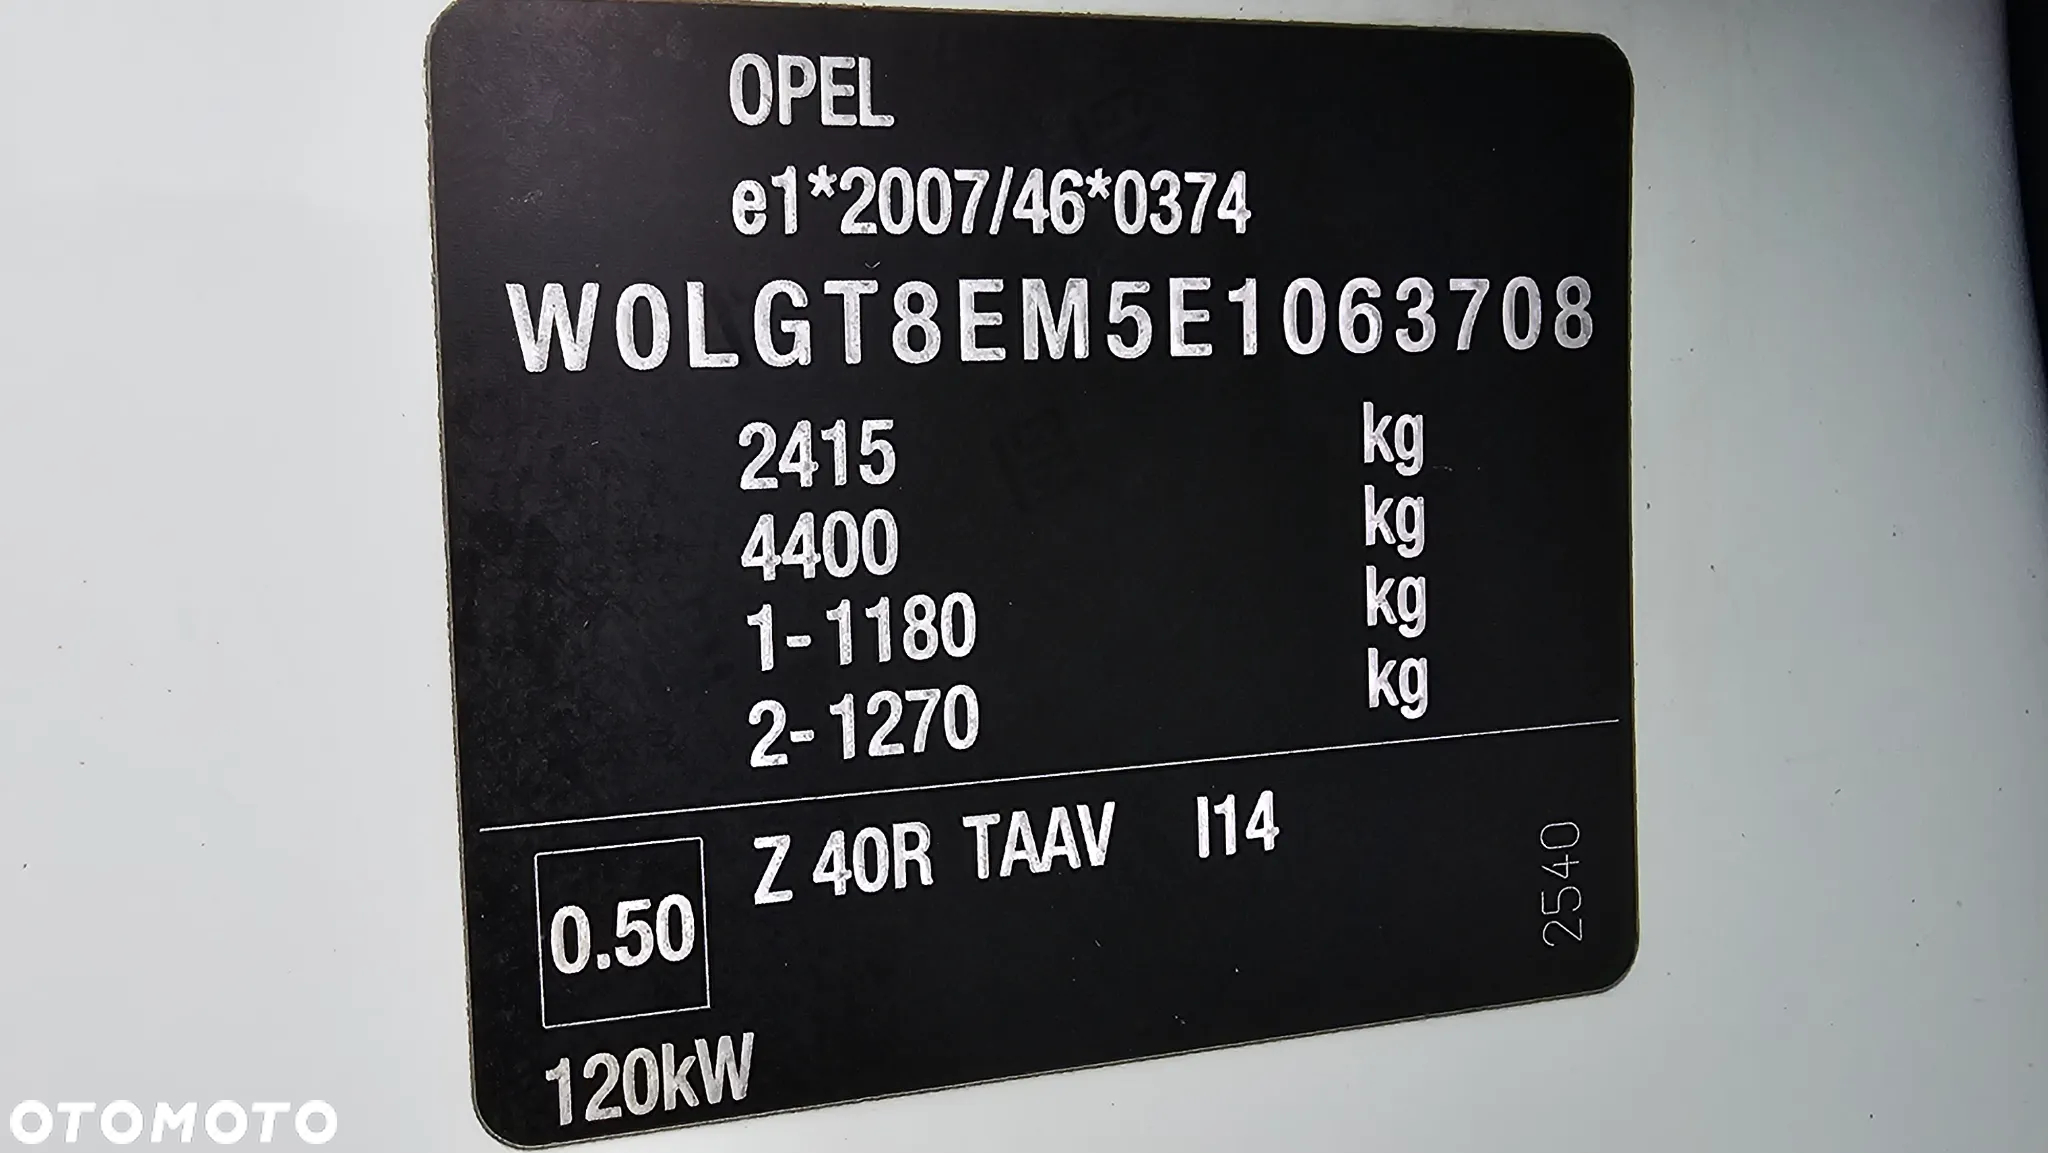 OPEL
e1*2007/46*0374
W0LGT8EM5E1063708
2415 kg
4400 kg
1-1180 kg
2-1270 kg
Z 40R TAAV I14
0.50
2540
120kW
OTOMOTO